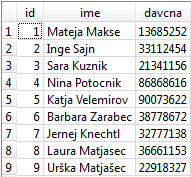 id ime davcna
1 1 Mateja Makse 13685252
2 2 Inge Sajn 33112454
3 3 Sara Kuznik 21341156
4 4 Nina Potocnik 86868616
5 5 Katja Velemirov 90073622
6 6 Barbara Zarabec 38778672
7 7 Jernej Knechtl 32777138
8 8 Laura Matjasec 36661153
9 9 Urška Matjašec 22918327